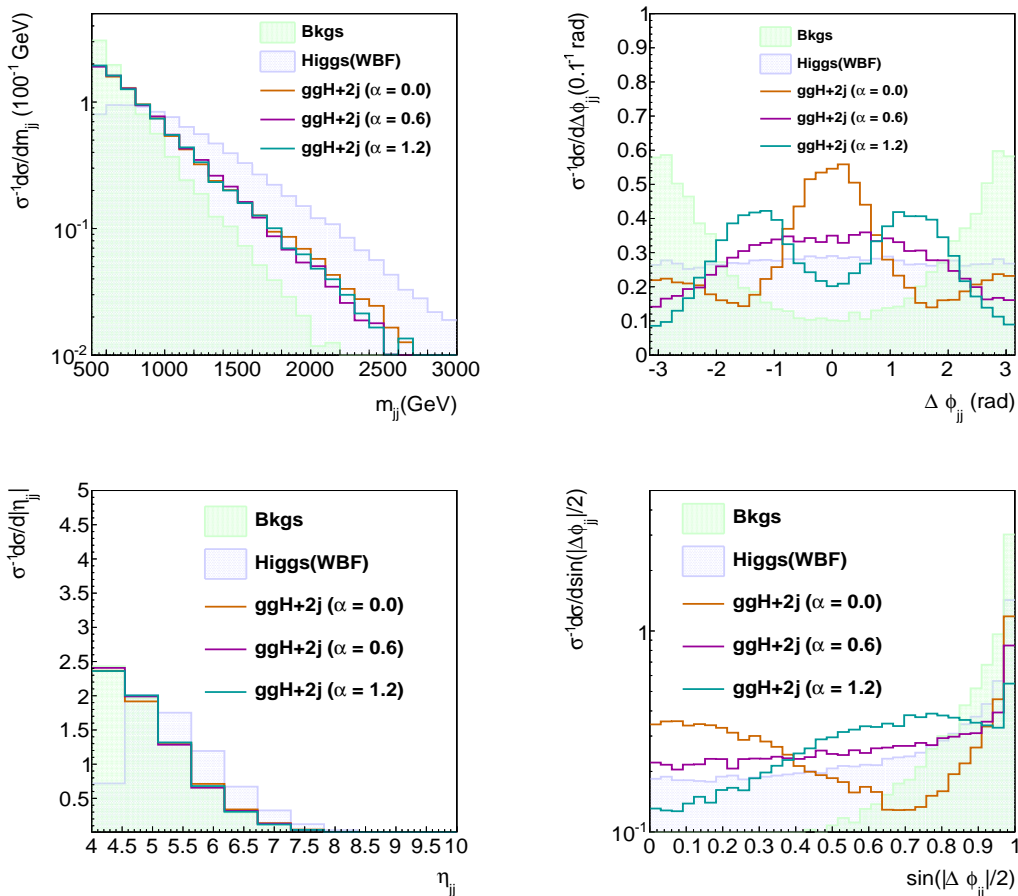 σ⁻¹dσ/dm_jj (100⁻¹ GeV)
1
10⁻¹
10⁻²
500 1000 1500 2000 2500 3000
m_jj(GeV)
Bkgs
Higgs(WBF)
ggH+2j (α = 0.0)
ggH+2j (α = 0.6)
ggH+2j (α = 1.2)
σ⁻¹dσ/dΔϕ_jj(0.1⁻¹ rad)
1
0.9
0.8
0.7
0.6
0.5
0.4
0.3
0.2
0.1
0
-3 -2 -1 0 1 2 3
Δ ϕ_jj (rad)
Bkgs
Higgs(WBF)
ggH+2j (α = 0.0)
ggH+2j (α = 0.6)
ggH+2j (α = 1.2)
σ⁻¹dσ/d|η_jj|
5
4.5
4
3.5
3
2.5
2
1.5
1
0.5
4 4.5 5 5.5 6 6.5 7 7.5 8 8.5 9 9.5 10
η_jj
Bkgs
Higgs(WBF)
ggH+2j (α = 0.0)
ggH+2j (α = 0.6)
ggH+2j (α = 1.2)
σ⁻¹dσ/dsin(|Δϕ_jj|/2)
1
10⁻¹
0 0.1 0.2 0.3 0.4 0.5 0.6 0.7 0.8 0.9 1
sin(|Δ ϕ_jj|/2)
Bkgs
Higgs(WBF)
ggH+2j (α = 0.0)
ggH+2j (α = 0.6)
ggH+2j (α = 1.2)